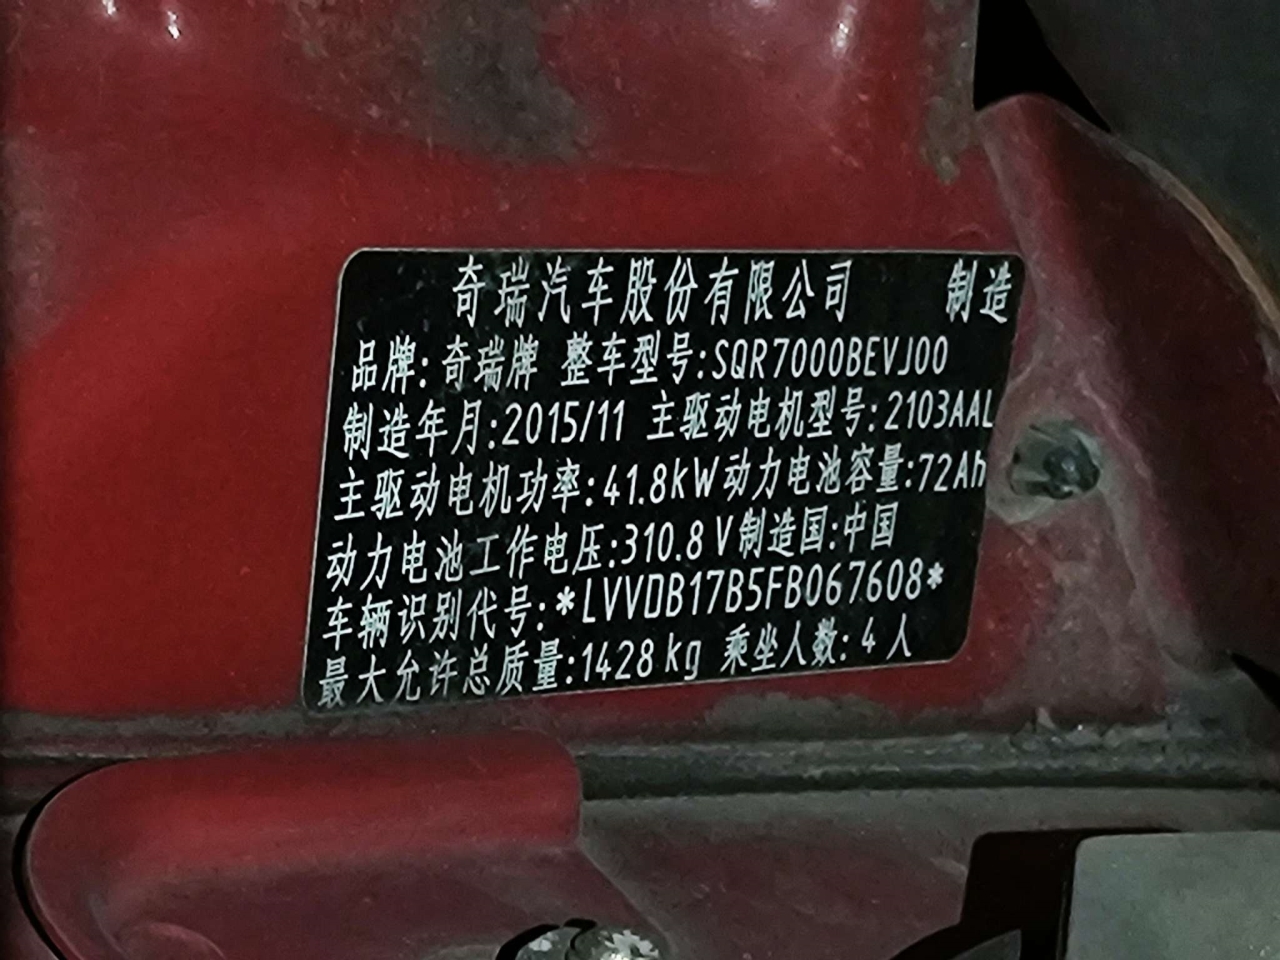 奇瑞汽车股份有限公司 制造
品牌:奇瑞牌 整车型号:SQR7000BEVJ00
制造年月:2015/11 主驱动电机型号:2103AAL
主驱动电机功率:41.8kW动力电池容量:72Ah
动力电池工作电压:310.8V制造国:中国
车辆识别代号:*LVVDB17B5FB067608*
最大允许总质量:1428kg 乘坐人数:4人